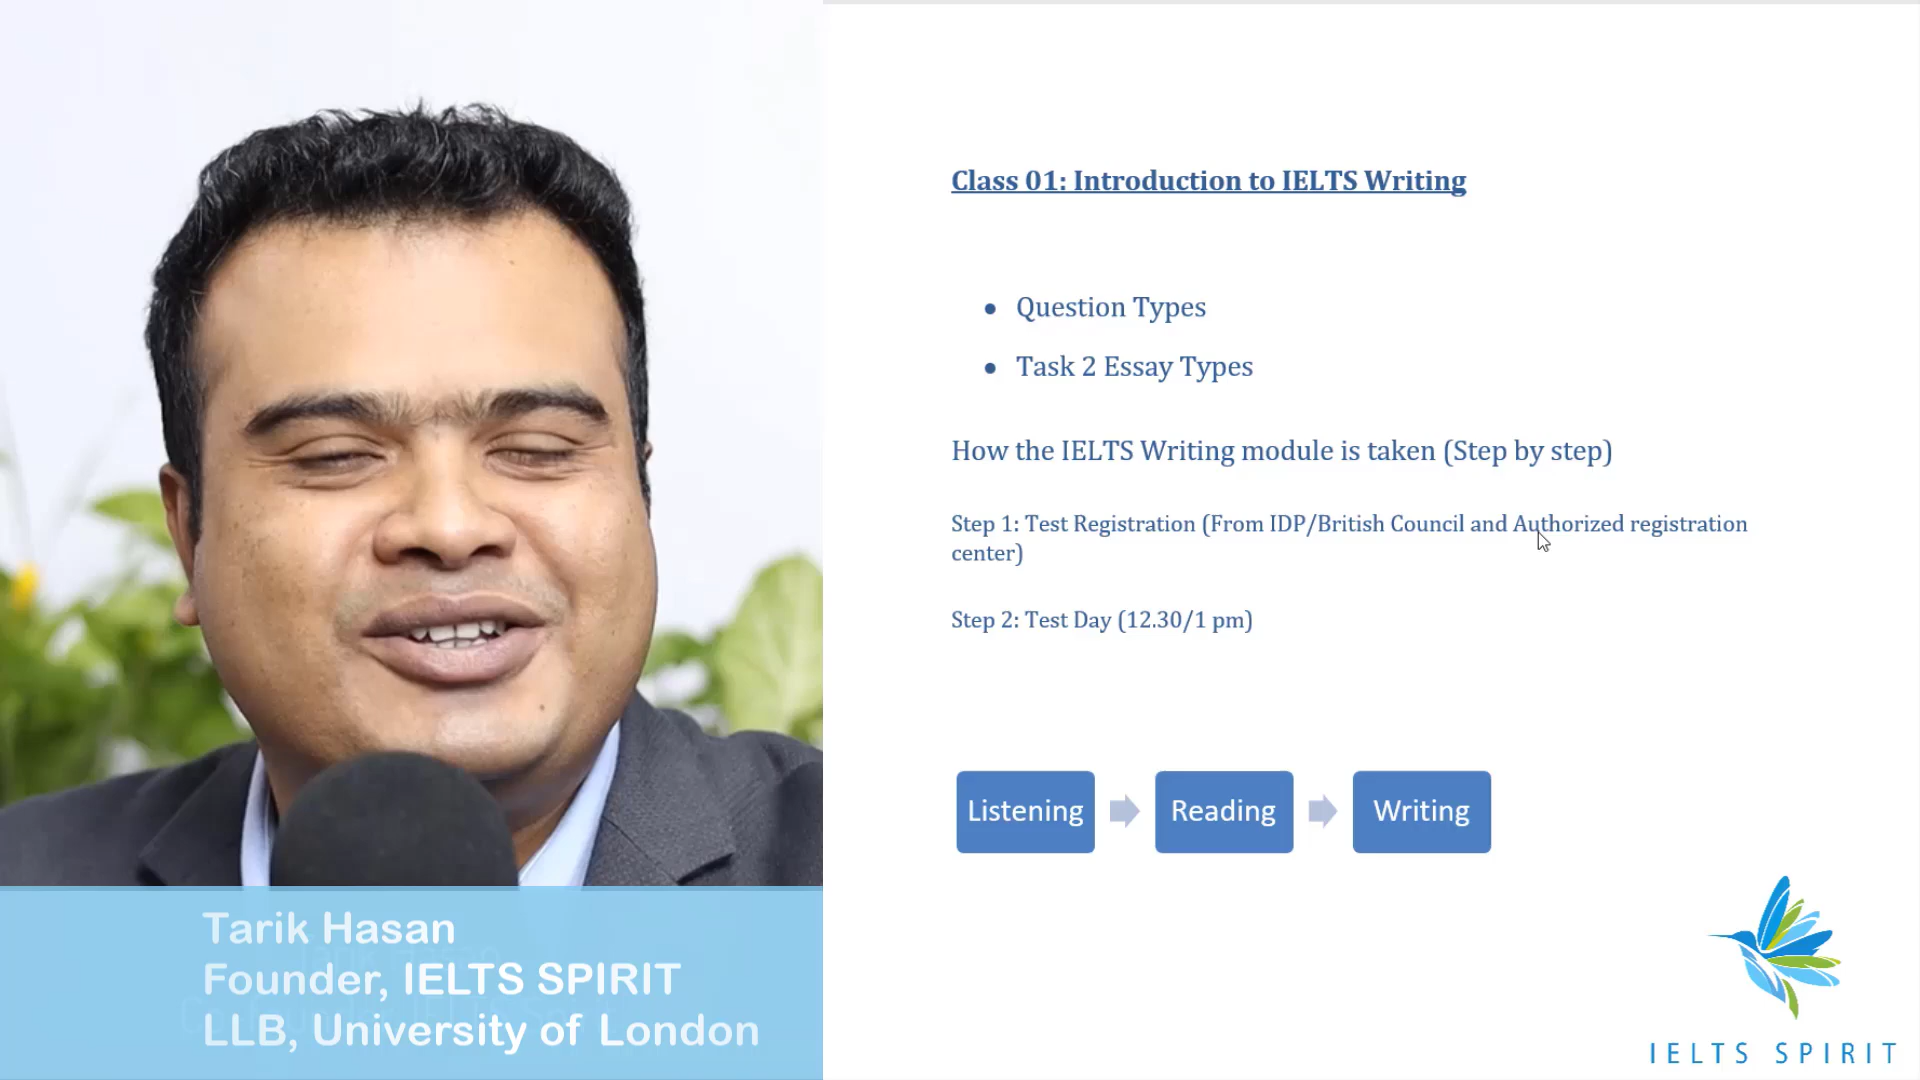 Class 01: Introduction to IELTS Writing
• Question Types
• Task 2 Essay Types
How the IELTS Writing module is taken (Step by step)
Step 1: Test Registration (From IDP/British Council and Authorized registration
center)
Step 2: Test Day (12.30/1 pm)
Listening
Reading
Writing
Tarik Hasan
Founder, IELTS SPIRIT
LLB, University of London
IELTS SPIRIT